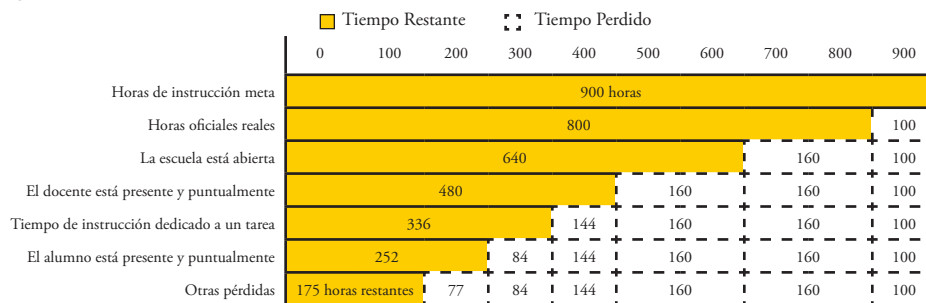 Tiempo Restante Tiempo Perdido
0 100 200 300 400 500 600 700 800 900
Horas de instrucción meta 900 horas
Horas oficiales reales 800 100
La escuela está abierta 640 160 100
El docente está presente y puntualmente 480 160 160 100
Tiempo de instrucción dedicado a un tarea 336 144 160 160 100
El alumno está presente y puntualmente 252 84 144 160 160 100
Otras pérdidas 175 horas restantes 77 84 144 160 160 100